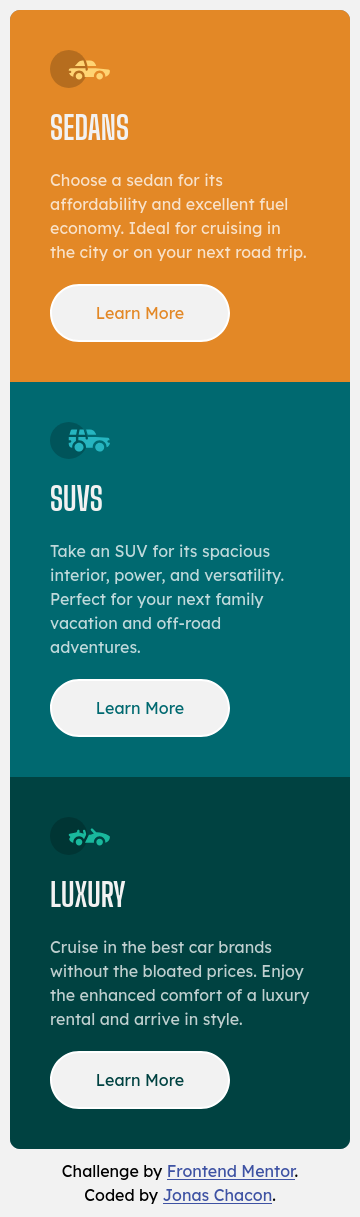 SEDANS
Choose a sedan for its
affordability and excellent fuel
economy. Ideal for cruising in
the city or on your next road trip.
Learn More
SUVS
Take an SUV for its spacious
interior, power, and versatility.
Perfect for your next family
vacation and off-road
adventures.
Learn More
LUXURY
Cruise in the best car brands
without the bloated prices. Enjoy
the enhanced comfort of a luxury
rental and arrive in style.
Learn More
Challenge by Frontend Mentor.
Coded by Jonas Chacon.